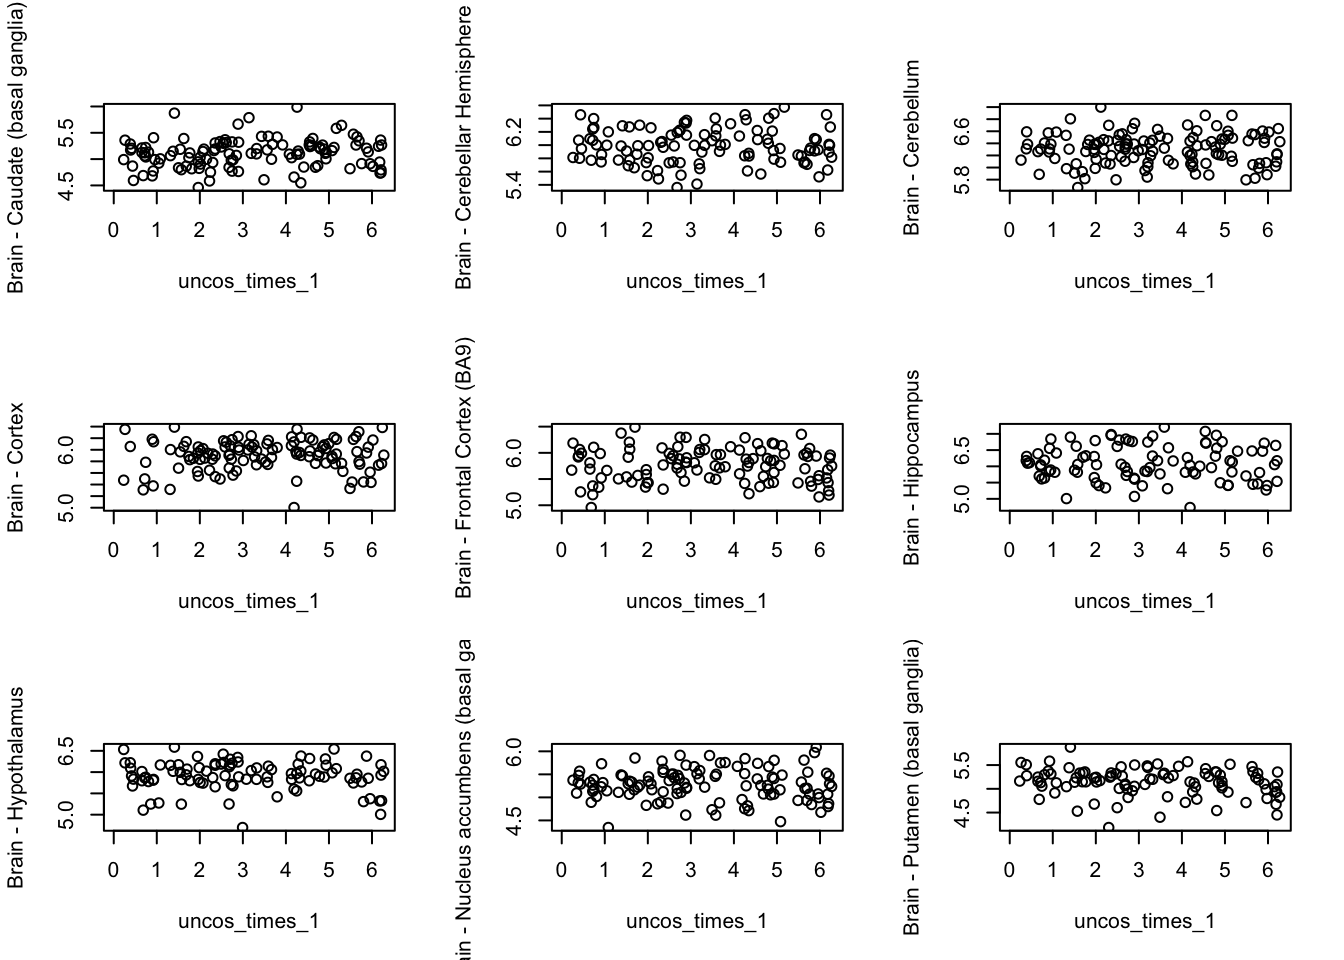 Brain - Caudate (basal ganglia)
4.5 5.5
0 1 2 3 4 5 6
uncos_times_1
Brain - Cerebellar Hemisphere
5.4 6.2
0 1 2 3 4 5 6
uncos_times_1
Brain - Cerebellum
5.8 6.6
0 1 2 3 4 5 6
uncos_times_1
Brain - Cortex
5.0 6.0
0 1 2 3 4 5 6
uncos_times_1
Brain - Frontal Cortex (BA9)
5.0 6.0
0 1 2 3 4 5 6
uncos_times_1
Brain - Hippocampus
5.0 6.5
0 1 2 3 4 5 6
uncos_times_1
Brain - Hypothalamus
5.0 6.5
0 1 2 3 4 5 6
uncos_times_1
ain - Nucleus accumbens (basal ga
4.5 6.0
0 1 2 3 4 5 6
uncos_times_1
Brain - Putamen (basal ganglia)
4.5 5.5
0 1 2 3 4 5 6
uncos_times_1